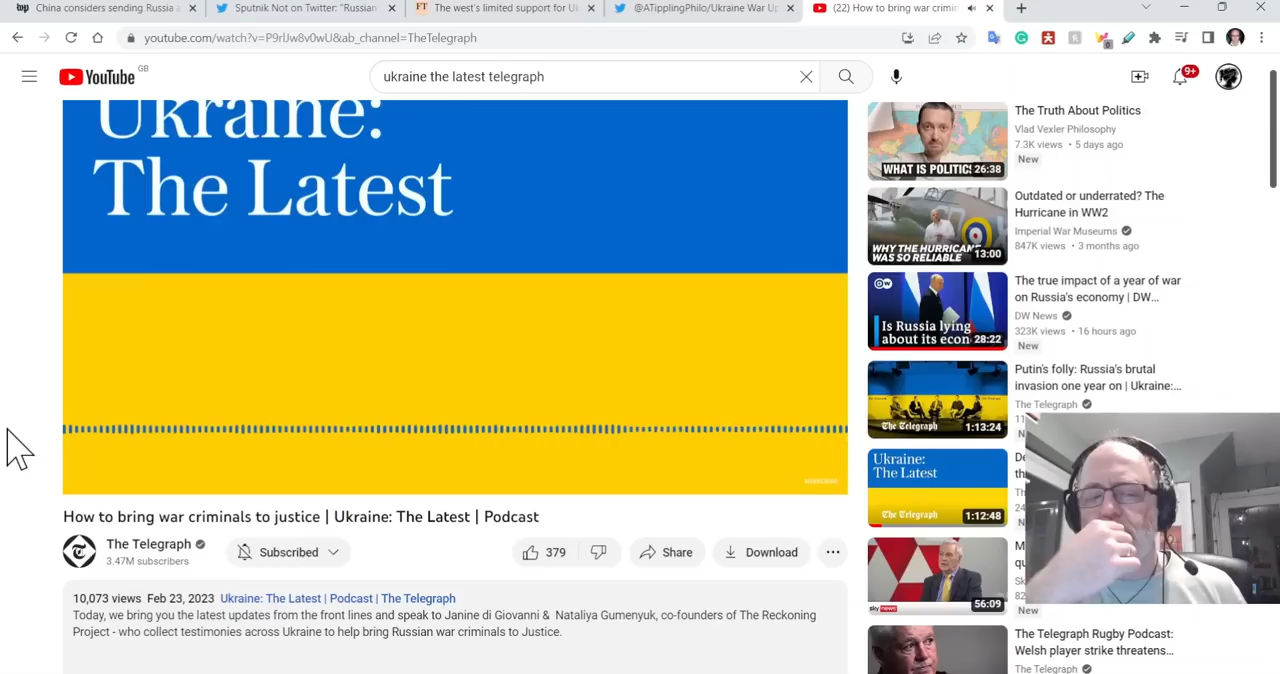 China considers sending Russia a
Sputnik Not on Twitter: "Russian
FT The west's limited support for Uk
@ATipplingPhilo/Ukraine War Up
(22) How to bring war crimin
youtube.com/watch?v=P9rlJw8v0wU&ab_channel=TheTelegraph
YouTube GB
ukraine the latest telegraph
9+
Ukraine:
The Latest
How to bring war criminals to justice | Ukraine: The Latest | Podcast
The Telegraph
3.47M subscribers
Subscribed
379
Share
Download
10,073 views Feb 23, 2023 Ukraine: The Latest | Podcast | The Telegraph
Today, we bring you the latest updates from the front lines and speak to Janine di Giovanni & Nataliya Gumenyuk, co-founders of The Reckoning
Project - who collect testimonies across Ukraine to help bring Russian war criminals to Justice.
WHAT IS POLITICS
26:38
The Truth About Politics
Vlad Vexler Philosophy
7.3K views • 5 days ago
New
WHY THE HURRICANE
WAS SO RELIABLE
13:00
Outdated or underrated? The
Hurricane in WW2
Imperial War Museums
847K views • 3 months ago
DW
Is Russia lying
about its econ
28:22
The true impact of a year of war
on Russia's economy | DW...
DW News
323K views • 16 hours ago
New
The Telegraph
1:13:24
Putin's folly: Russia's brutal
invasion one year on | Ukraine:...
The Telegraph
Ukraine:
The Latest
The Telegraph
1:12:48
sky news
56:09
New
The Telegraph Rugby Podcast:
Welsh player strike threatens...
The Telegraph